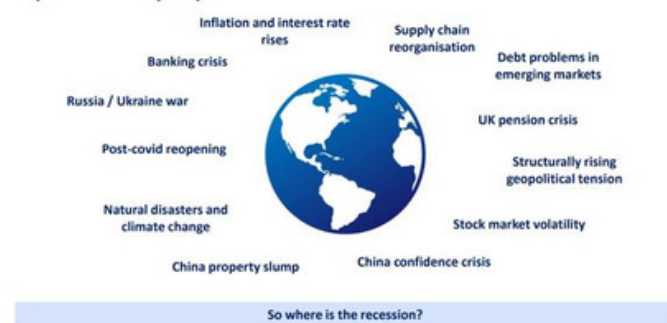 Inflation and interest rate
rises
Supply chain
reorganisation
Banking crisis
Debt problems in
emerging markets
Russia / Ukraine war
UK pension crisis
Post-covid reopening
Structurally rising
geopolitical tension
Natural disasters and
climate change
Stock market volatility
China property slump
China confidence crisis
So where is the recession?